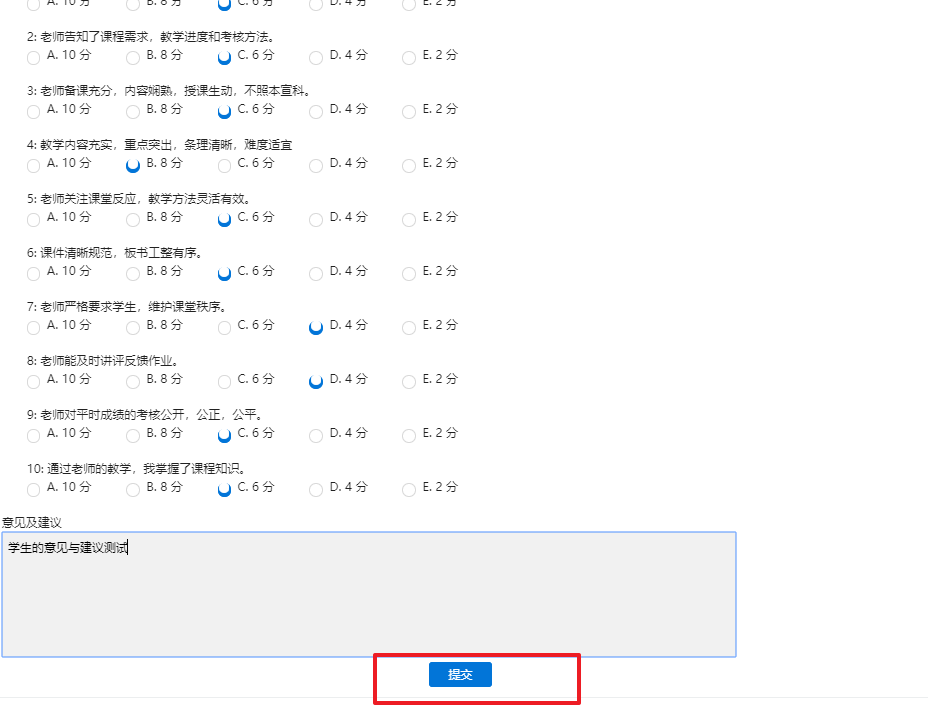 A. 10 分 B. 8 分 C. 6 分 D. 4 分 E. 2 分
2: 老师告知了课程需求，教学进度和考核方法。
A. 10 分 B. 8 分 C. 6 分 D. 4 分 E. 2 分
3: 老师备课充分，内容娴熟，授课生动，不照本宣科。
A. 10 分 B. 8 分 C. 6 分 D. 4 分 E. 2 分
4: 教学内容充实，重点突出，条理清晰，难度适宜
A. 10 分 B. 8 分 C. 6 分 D. 4 分 E. 2 分
5: 老师关注课堂反应，教学方法灵活有效。
A. 10 分 B. 8 分 C. 6 分 D. 4 分 E. 2 分
6: 课件清晰规范，板书工整有序。
A. 10 分 B. 8 分 C. 6 分 D. 4 分 E. 2 分
7: 老师严格要求学生，维护课堂秩序。
A. 10 分 B. 8 分 C. 6 分 D. 4 分 E. 2 分
8: 老师能及时讲评反馈作业。
A. 10 分 B. 8 分 C. 6 分 D. 4 分 E. 2 分
9: 老师对平时成绩的考核公开，公正，公平。
A. 10 分 B. 8 分 C. 6 分 D. 4 分 E. 2 分
10: 通过老师的教学，我掌握了课程知识。
A. 10 分 B. 8 分 C. 6 分 D. 4 分 E. 2 分
意见及建议
学生的意见与建议测试
提交